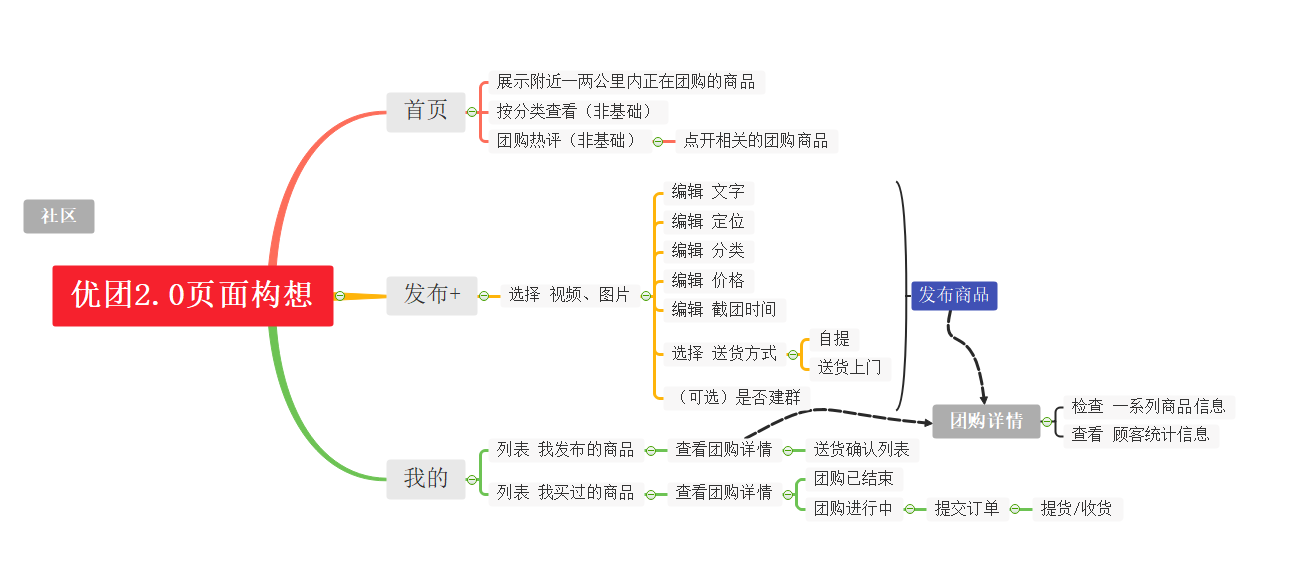 社区
优团2.0页面构想
首页
展示附近一两公里内正在团购的商品
按分类查看（非基础）
团购热评（非基础）
点开相关的团购商品
发布+
选择 视频、图片
编辑 文字
编辑 定位
编辑 分类
编辑 价格
编辑 截团时间
选择 送货方式
自提
送货上门
（可选）是否建群
发布商品
团购详情
检查 一系列商品信息
查看 顾客统计信息
我的
列表 我发布的商品
查看团购详情
送货确认列表
列表 我买过的商品
查看团购详情
团购已结束
团购进行中
提交订单
提货/收货